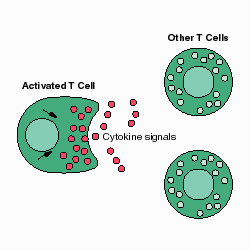 Other T Cells
Activated T Cell
Cytokine signals